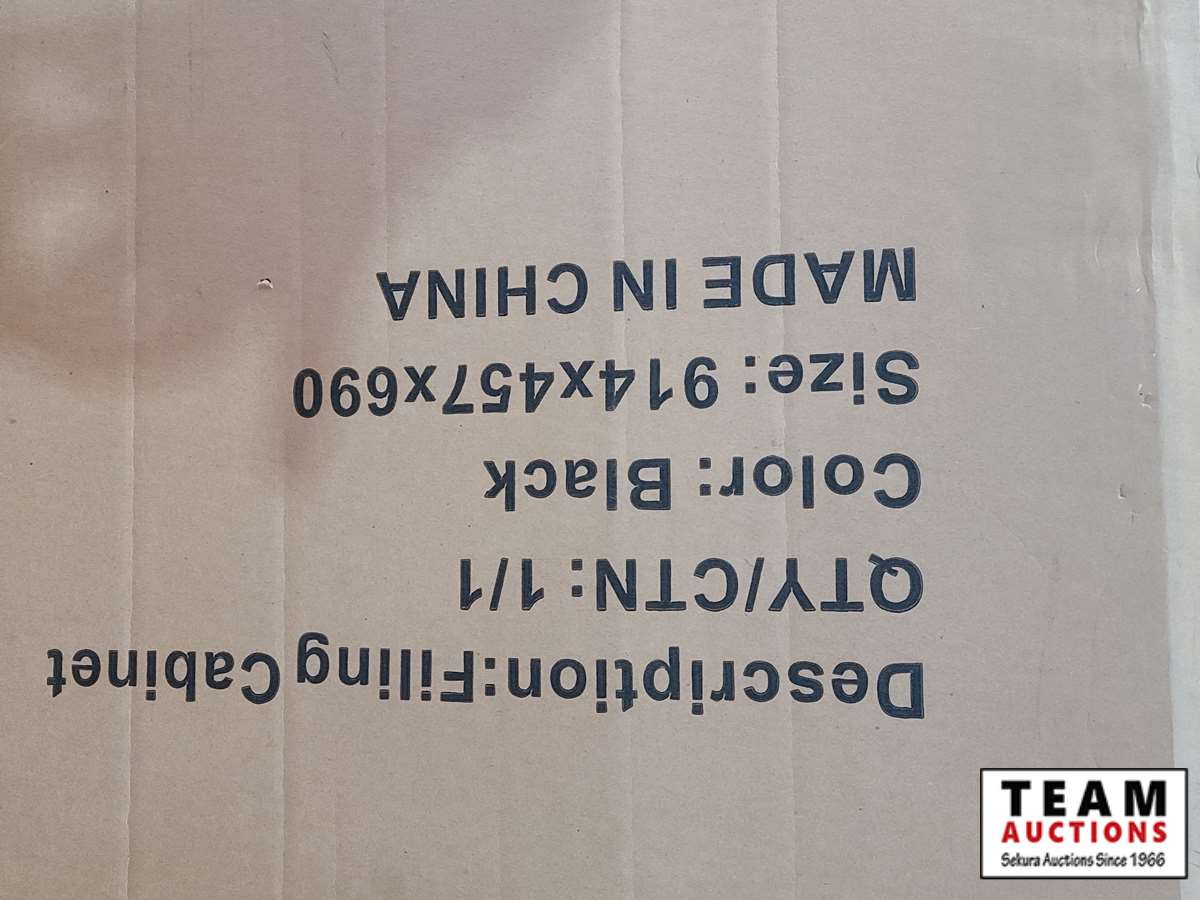 Description:Filing Cabinet
QTY/CTN: 1/1
Color: Black
Size: 914x457x690
MADE IN CHINA
TEAM
AUCTIONS
Sekura Auctions Since 1966